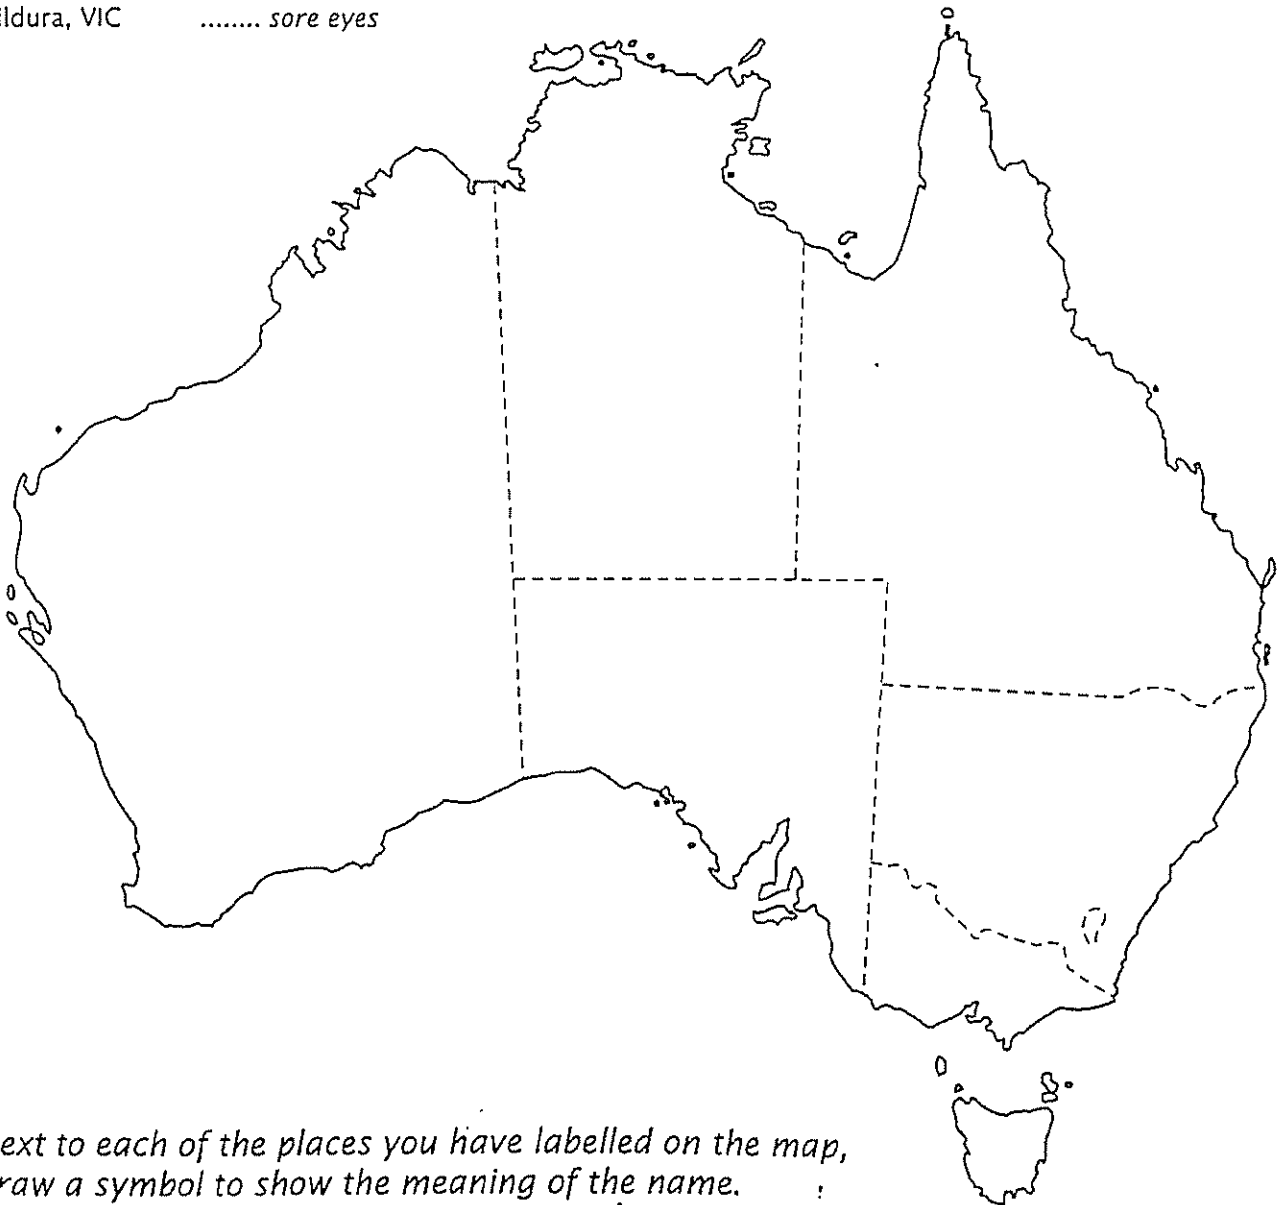 ildura, VIC ........ sore eyes
ext to each of the places you have labelled on the map,
raw a symbol to show the meaning of the name.